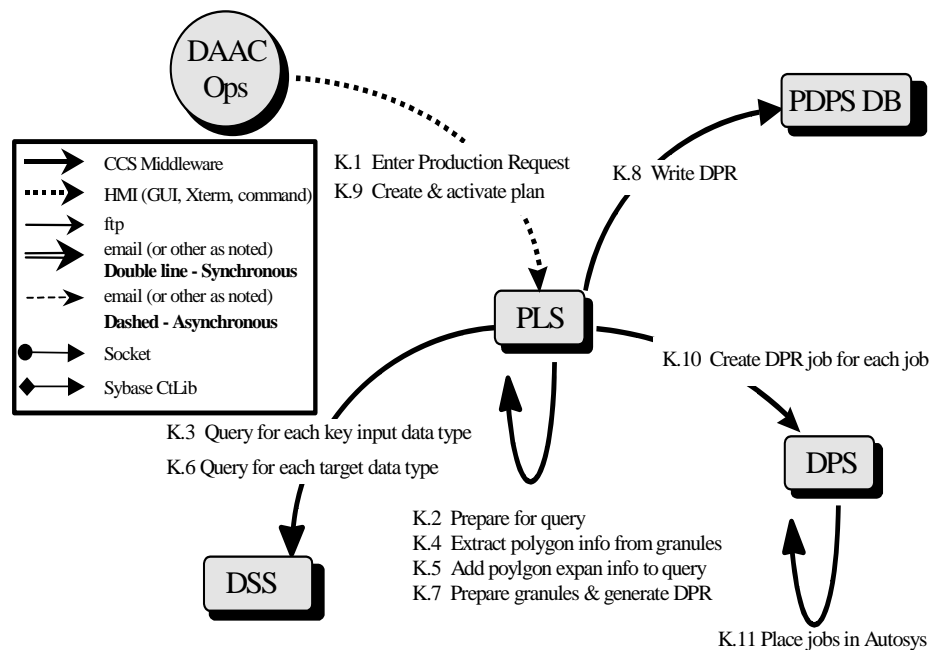 DAAC
Ops
PDPS DB
CCS Middleware
HMI (GUI, Xterm, command)
ftp
email (or other as noted)
Double line - Synchronous
email (or other as noted)
Dashed - Asynchronous
Socket
Sybase CtLib
K.1 Enter Production Request
K.9 Create & activate plan
K.8 Write DPR
PLS
K.10 Create DPR job for each job
K.3 Query for each key input data type
K.6 Query for each target data type
DPS
K.2 Prepare for query
K.4 Extract polygon info from granules
K.5 Add poylgon expan info to query
K.7 Prepare granules & generate DPR
DSS
K.11 Place jobs in Autosys